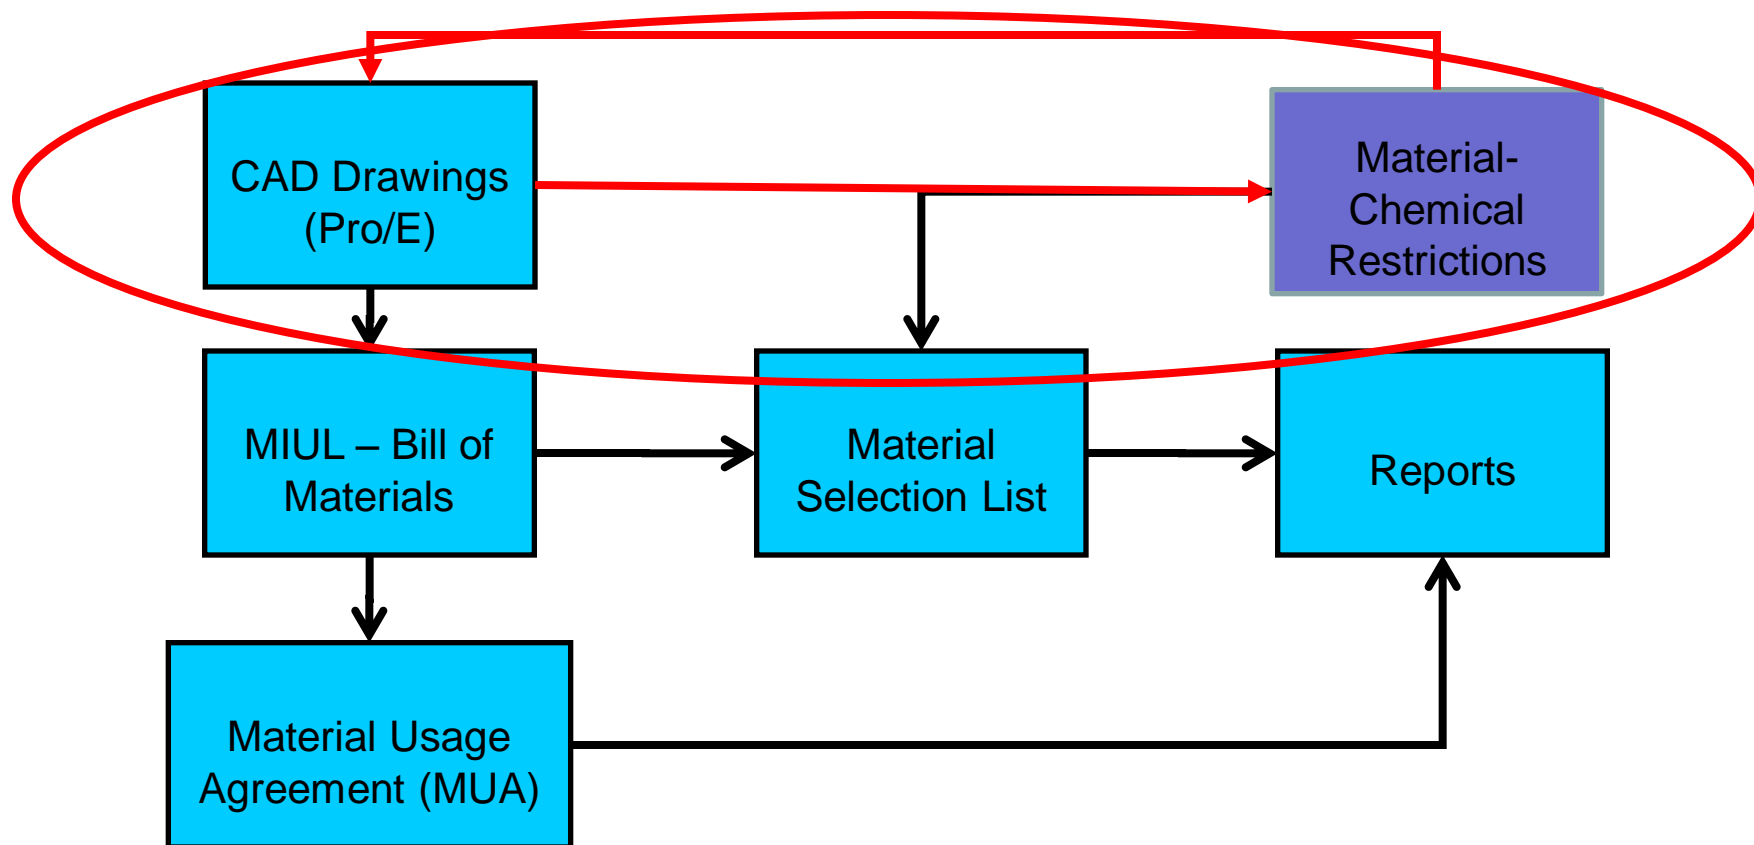 CAD Drawings
(Pro/E)
Material-
Chemical
Restrictions
MIUL – Bill of
Materials
Material
Selection List
Reports
Material Usage
Agreement (MUA)